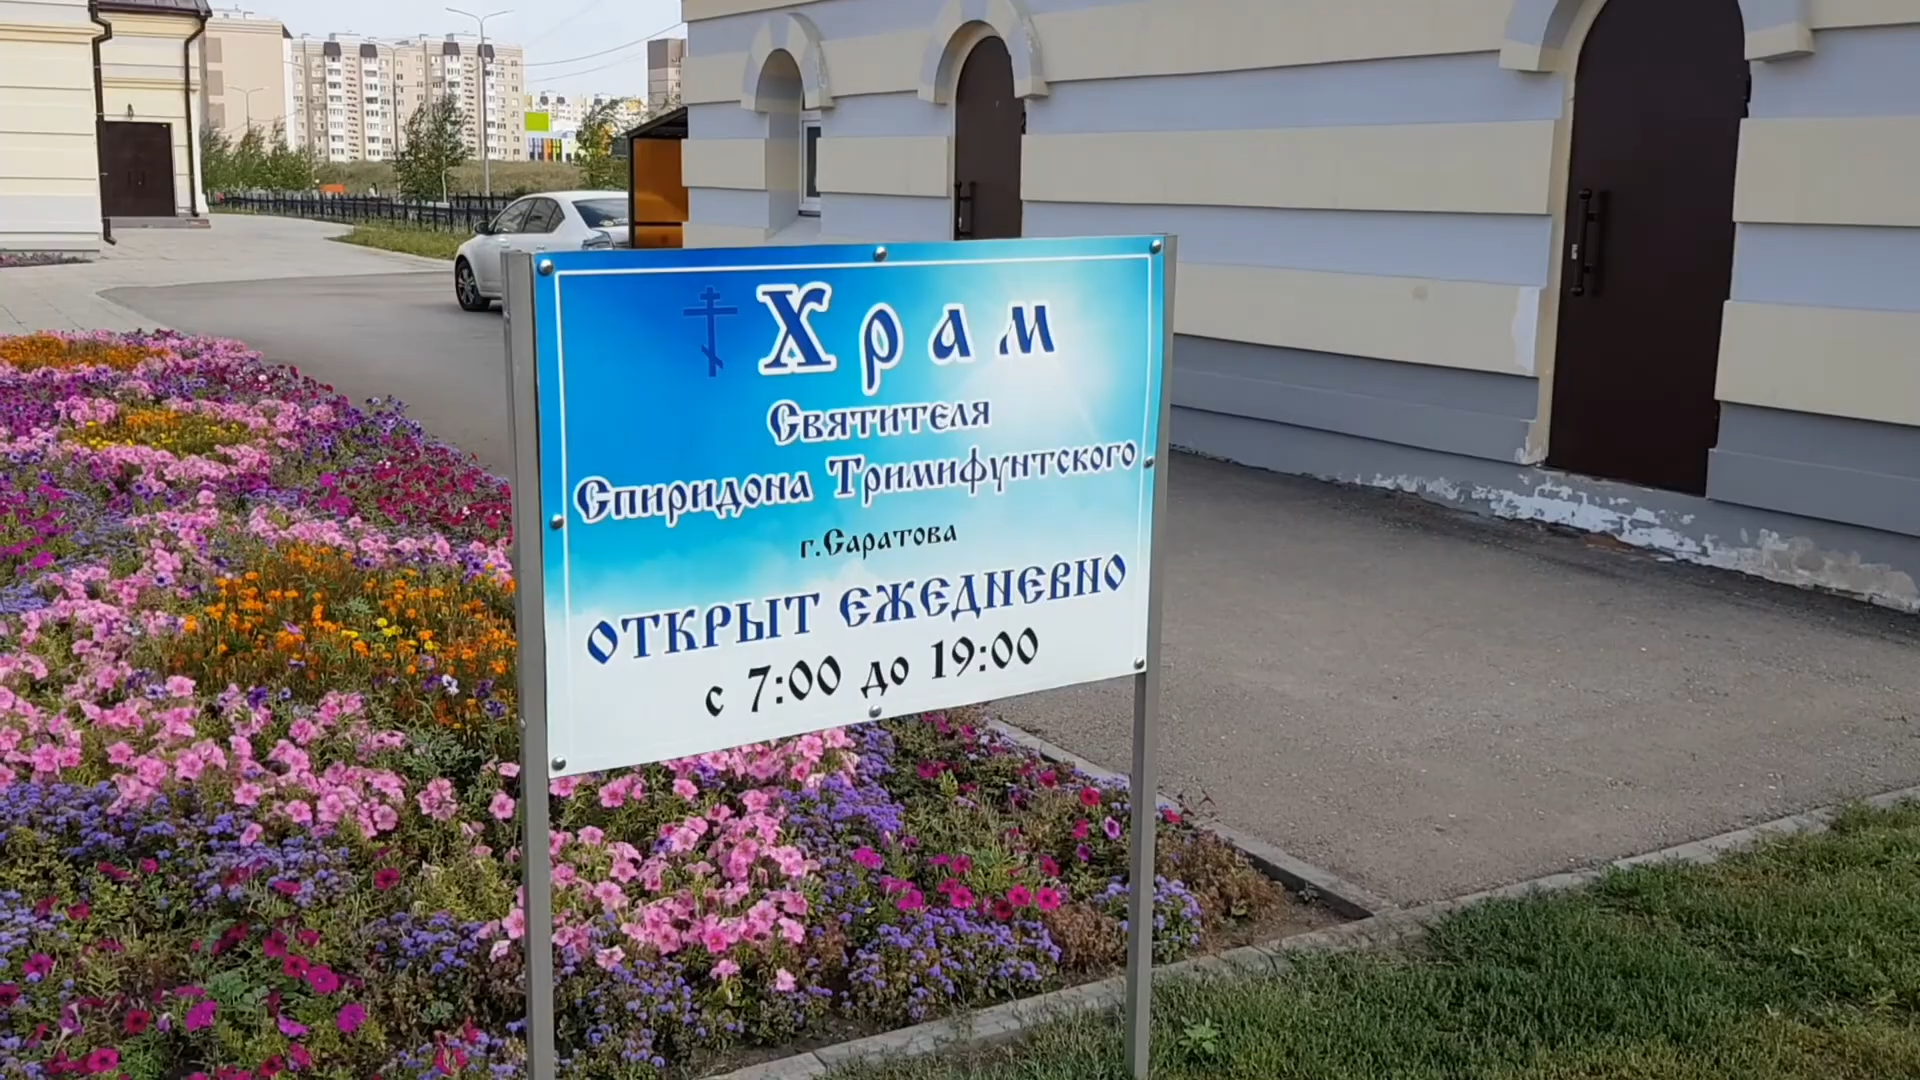 Храм
Святителя
Спиридона Тримифунтского
г.Саратова
ОТКРЫТ ЕЖЕДНЕВНО
с 7:00 до 19:00